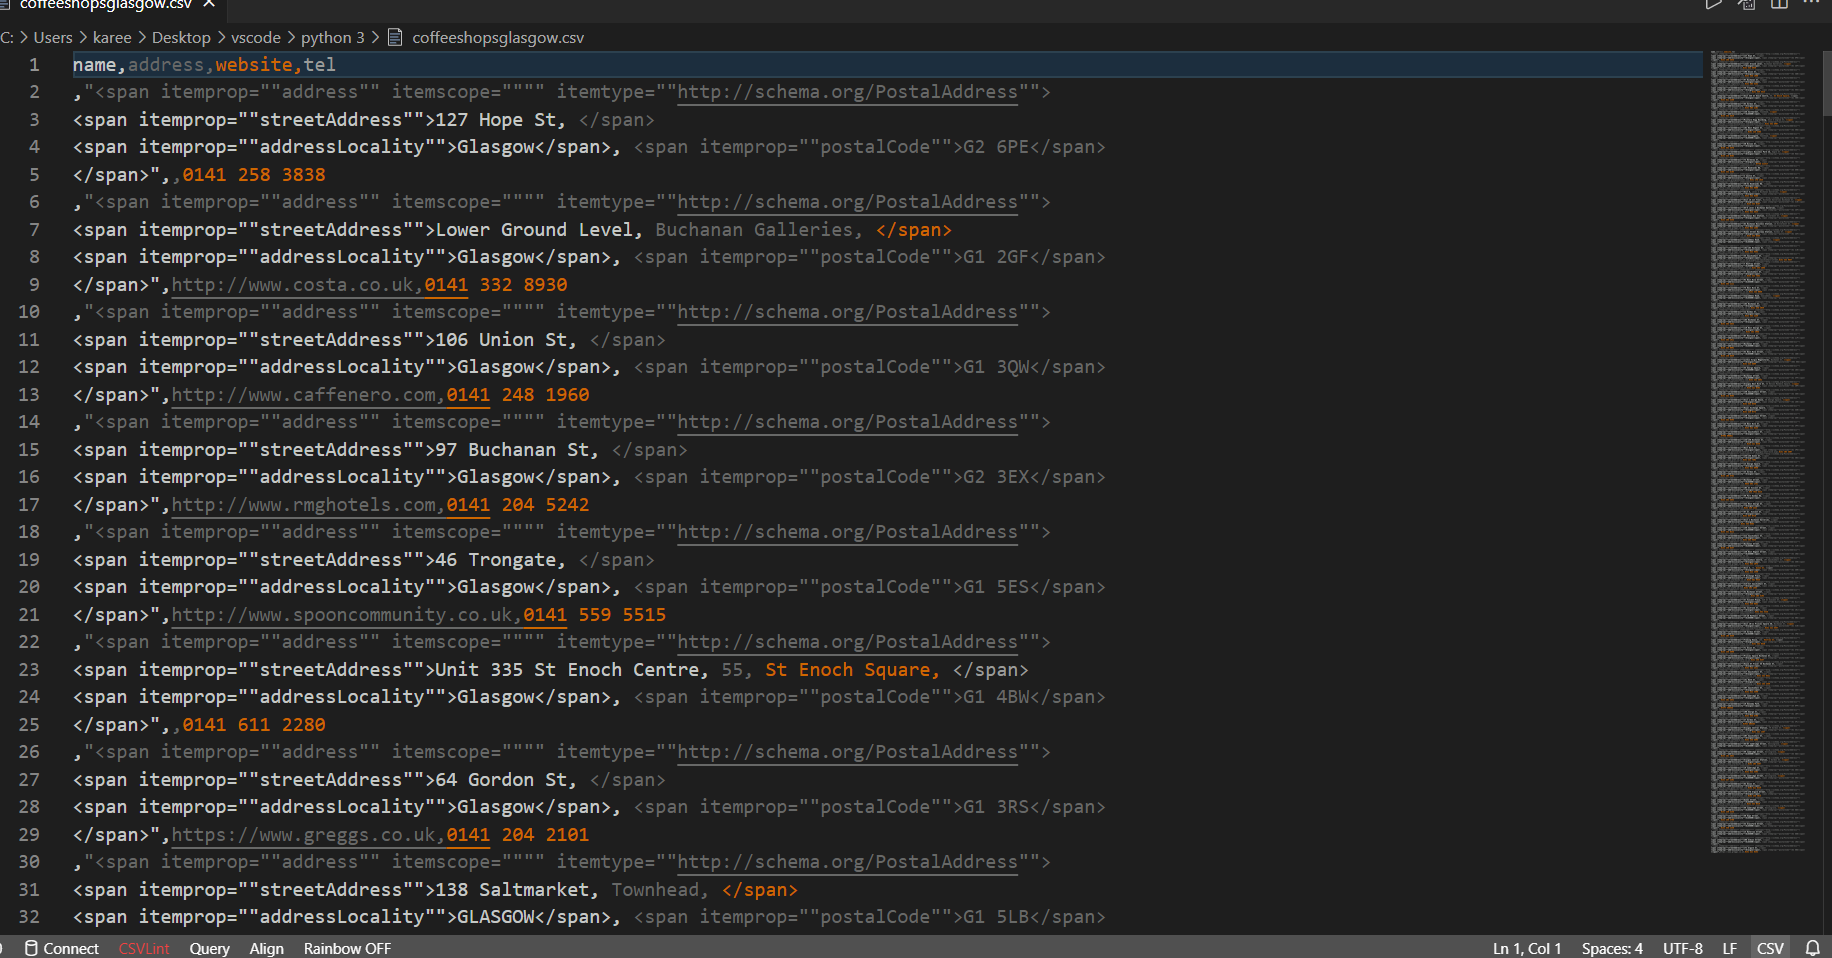 coffeeshopsglasgow.csv ×
C: > Users > karee > Desktop > vscode > python 3 > coffeeshopsglasgow.csv
1 name,address,website,tel
2 ,"<span itemprop=""address"" itemscope="""" itemtype=""http://schema.org/PostalAddress"">
3 <span itemprop=""streetAddress"">127 Hope St, </span>
4 <span itemprop=""addressLocality"">Glasgow</span>, <span itemprop=""postalCode"">G2 6PE</span>
5 </span>",,0141 258 3838
6 ,"<span itemprop=""address"" itemscope="""" itemtype=""http://schema.org/PostalAddress"">
7 <span itemprop=""streetAddress"">Lower Ground Level, Buchanan Galleries, </span>
8 <span itemprop=""addressLocality"">Glasgow</span>, <span itemprop=""postalCode"">G1 2GF</span>
9 </span>",http://www.costa.co.uk,0141 332 8930
10 ,"<span itemprop=""address"" itemscope="""" itemtype=""http://schema.org/PostalAddress"">
11 <span itemprop=""streetAddress"">106 Union St, </span>
12 <span itemprop=""addressLocality"">Glasgow</span>, <span itemprop=""postalCode"">G1 3QW</span>
13 </span>",http://www.caffenero.com,0141 248 1960
14 ,"<span itemprop=""address"" itemscope="""" itemtype=""http://schema.org/PostalAddress"">
15 <span itemprop=""streetAddress"">97 Buchanan St, </span>
16 <span itemprop=""addressLocality"">Glasgow</span>, <span itemprop=""postalCode"">G2 3EX</span>
17 </span>",http://www.rmghotels.com,0141 204 5242
18 ,"<span itemprop=""address"" itemscope="""" itemtype=""http://schema.org/PostalAddress"">
19 <span itemprop=""streetAddress"">46 Trongate, </span>
20 <span itemprop=""addressLocality"">Glasgow</span>, <span itemprop=""postalCode"">G1 5ES</span>
21 </span>",http://www.spooncommunity.co.uk,0141 559 5515
22 ,"<span itemprop=""address"" itemscope="""" itemtype=""http://schema.org/PostalAddress"">
23 <span itemprop=""streetAddress"">Unit 335 St Enoch Centre, 55, St Enoch Square, </span>
24 <span itemprop=""addressLocality"">Glasgow</span>, <span itemprop=""postalCode"">G1 4BW</span>
25 </span>",,0141 611 2280
26 ,"<span itemprop=""address"" itemscope="""" itemtype=""http://schema.org/PostalAddress"">
27 <span itemprop=""streetAddress"">64 Gordon St, </span>
28 <span itemprop=""addressLocality"">Glasgow</span>, <span itemprop=""postalCode"">G1 3RS</span>
29 </span>",https://www.greggs.co.uk,0141 204 2101
30 ,"<span itemprop=""address"" itemscope="""" itemtype=""http://schema.org/PostalAddress"">
31 <span itemprop=""streetAddress"">138 Saltmarket, Townhead, </span>
32 <span itemprop=""addressLocality"">GLASGOW</span>, <span itemprop=""postalCode"">G1 5LB</span>
Connect CSVLint Query Align Rainbow OFF Ln 1, Col 1 Spaces: 4 UTF-8 LF CSV